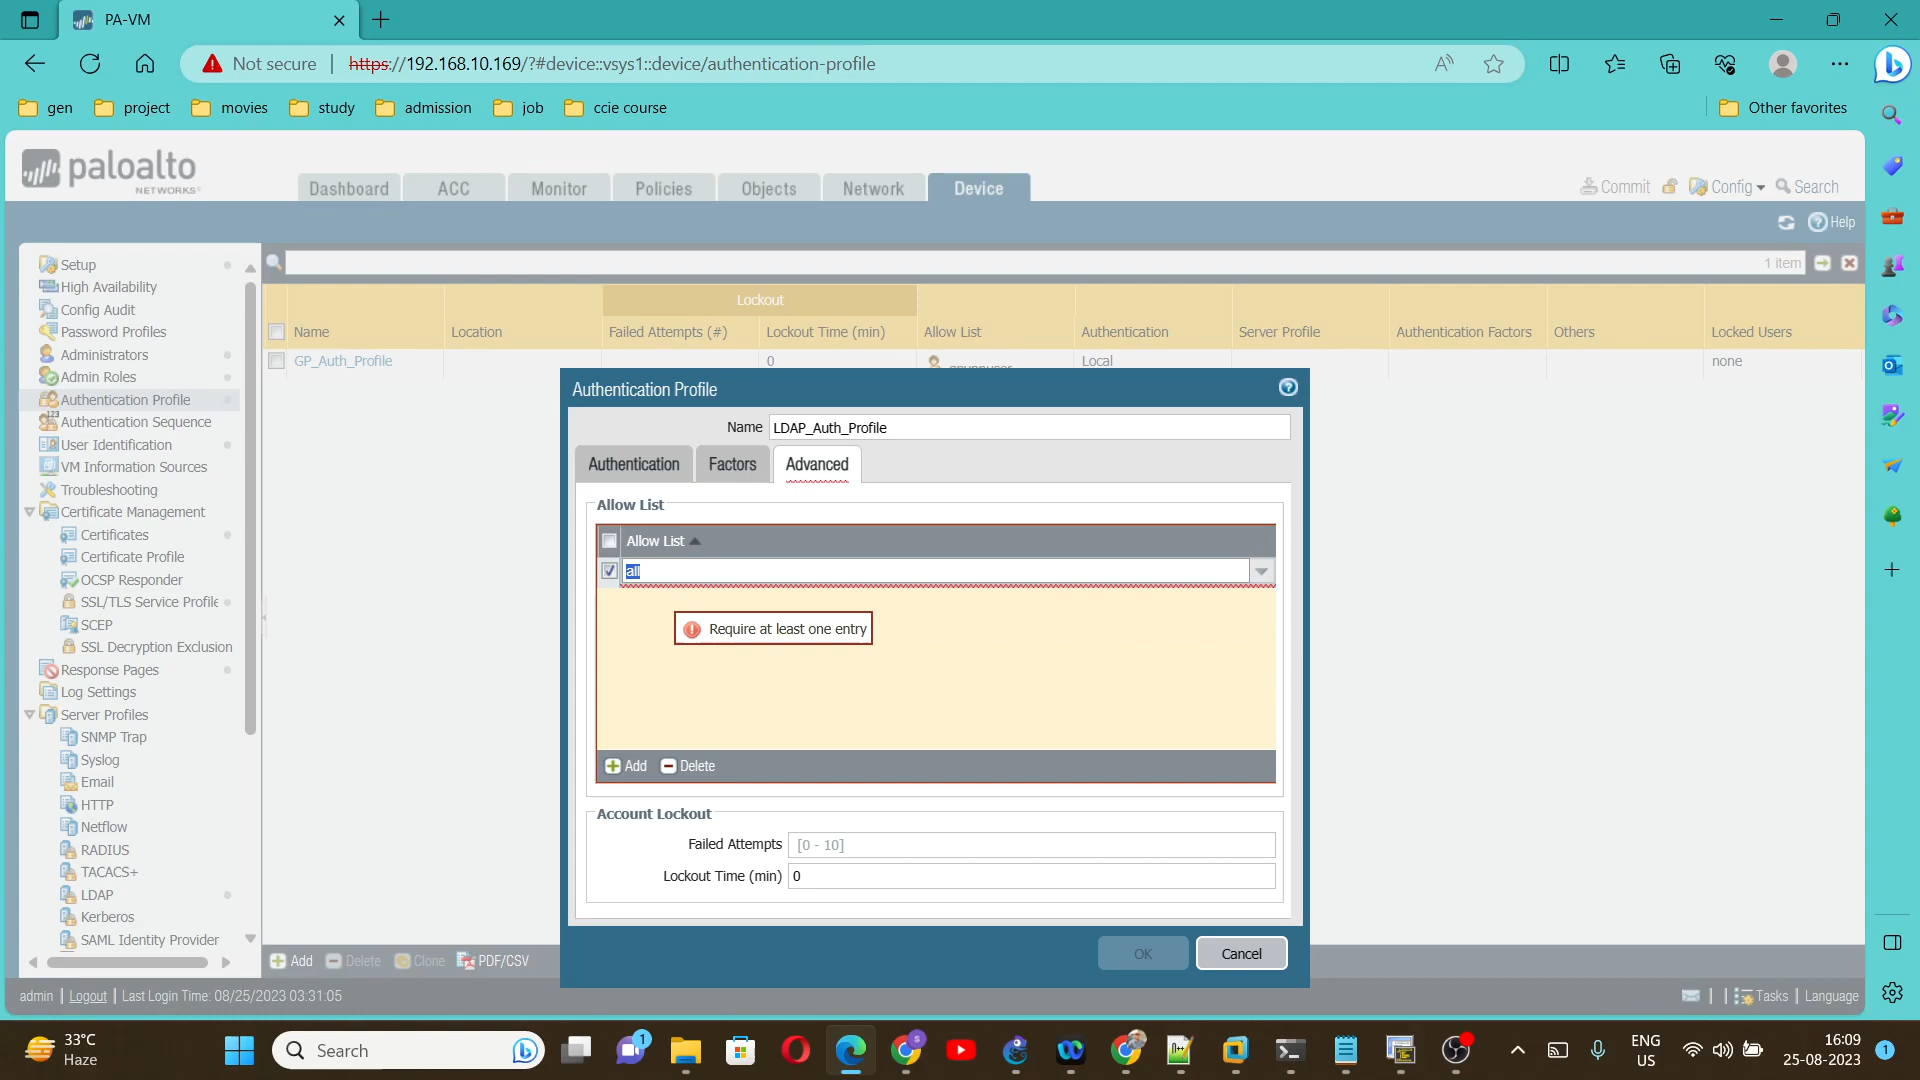 PA-VM
Not secure | https://192.168.10.169/?#device::vsys1::device/authentication-profile
gen project movies study admission job ccie course Other favorites
paloalto
NETWORKS
Dashboard ACC Monitor Policies Objects Network Device
Commit Config Search
Help
1 item
Setup
High Availability
Config Audit
Password Profiles
Administrators
Admin Roles
Authentication Profile
Authentication Sequence
User Identification
VM Information Sources
Troubleshooting
Certificate Management
Certificates
Certificate Profile
OCSP Responder
SSL/TLS Service Profile
SCEP
SSL Decryption Exclusion
Response Pages
Log Settings
Server Profiles
SNMP Trap
Syslog
Email
HTTP
Netflow
RADIUS
TACACS+
LDAP
Kerberos
SAML Identity Provider
Lockout
Name Location Failed Attempts (#) Lockout Time (min) Allow List Authentication Server Profile Authentication Factors Others Locked Users
GP_Auth_Profile 0 Local none
Authentication Profile
Name LDAP_Auth_Profile
Authentication Factors Advanced
Allow List
Allow List
all
Require at least one entry
Add Delete
Account Lockout
Failed Attempts [0 - 10]
Lockout Time (min) 0
OK Cancel
Add Delete Clone PDF/CSV
admin | Logout | Last Login Time: 08/25/2023 03:31:05
Tasks | Language
33°C
Haze
Search
1
ENG
US
16:09
25-08-2023
1